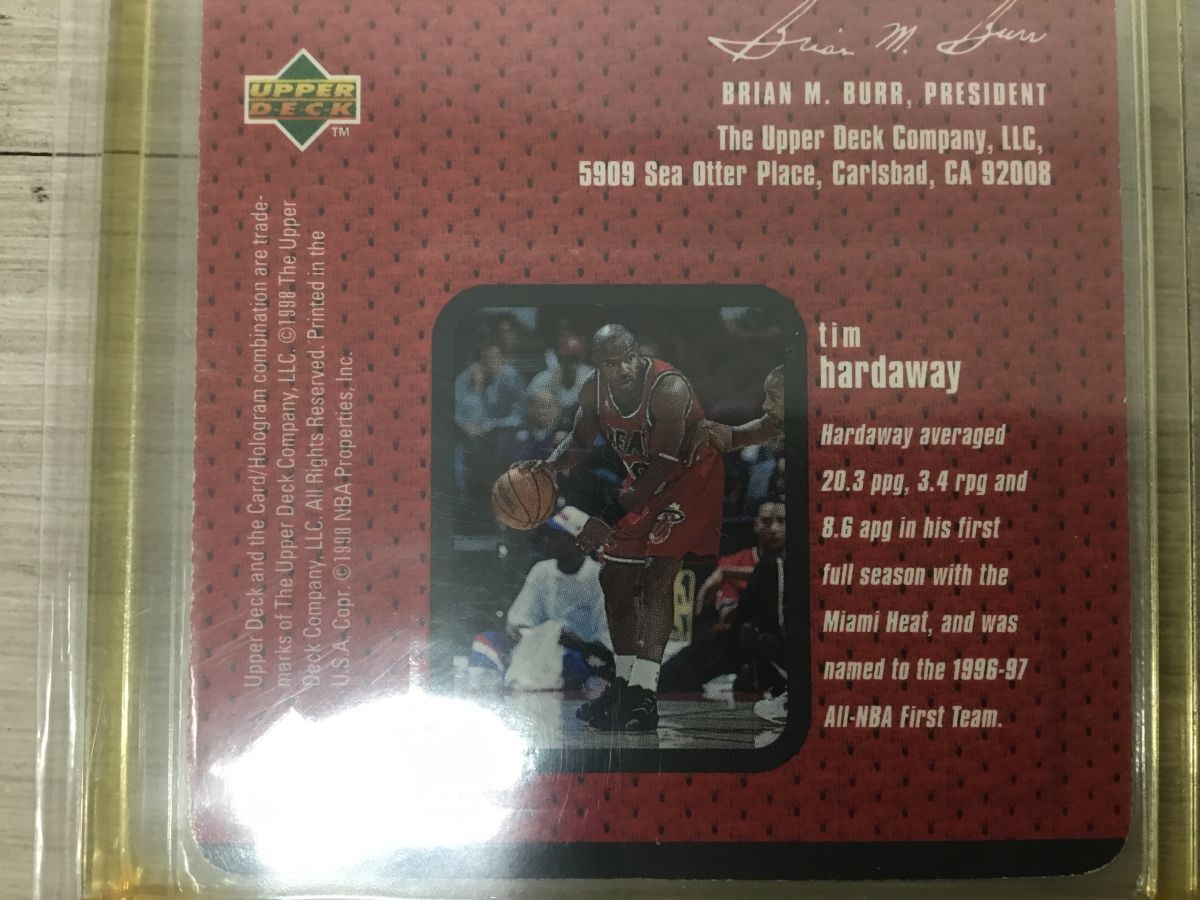 Brian M. Burr
UPPER
DECK
TM
BRIAN M. BURR, PRESIDENT
The Upper Deck Company, LLC,
5909 Sea Otter Place, Carlsbad, CA 92008
Upper Deck and the Card/Hologram combination are trade-
marks of The Upper Deck Company, LLC. ©1998 The Upper
Deck Company, LLC. All Rights Reserved. Printed in the
U.S.A. Copr. © 1998 NBA Properties, Inc.
tim
hardaway
Hardaway averaged
20.3 ppg, 3.4 rpg and
8.6 apg in his first
full season with the
Miami Heat, and was
named to the 1996-97
All-NBA First Team.